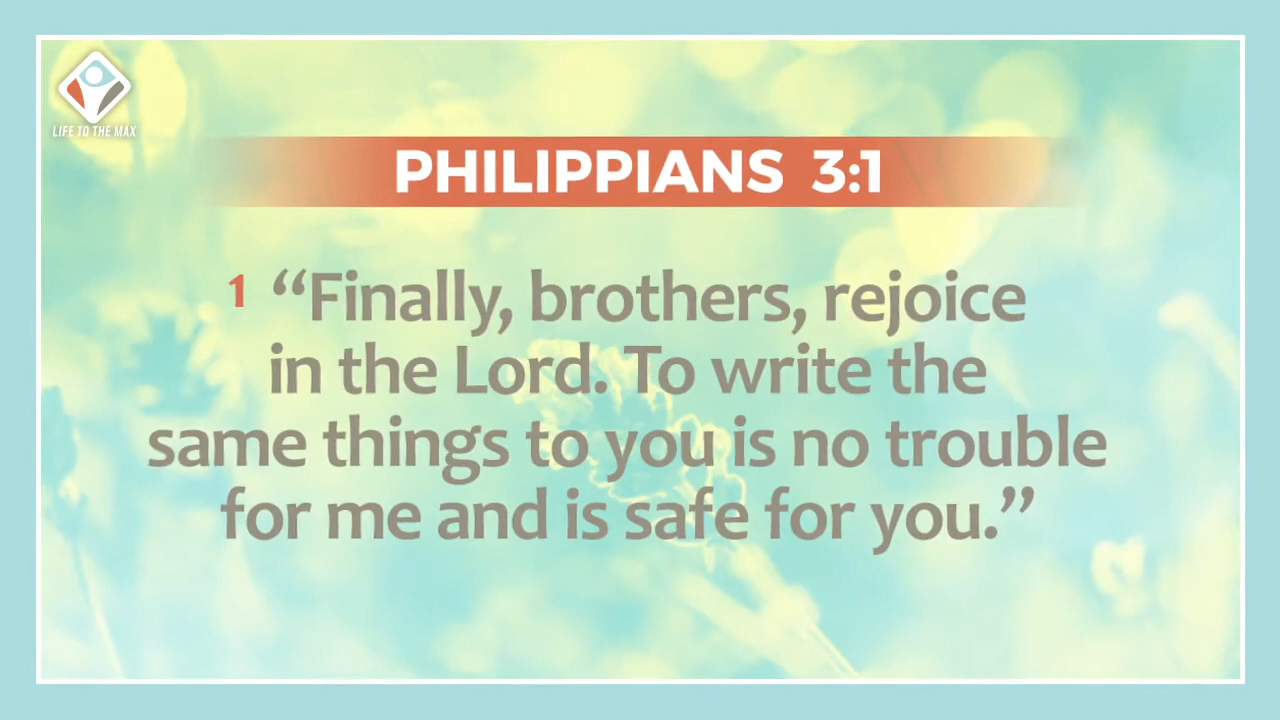 LIFE TO THE MAX
PHILIPPIANS 3:1
1 “Finally, brothers, rejoice
in the Lord. To write the
same things to you is no trouble
for me and is safe for you.”